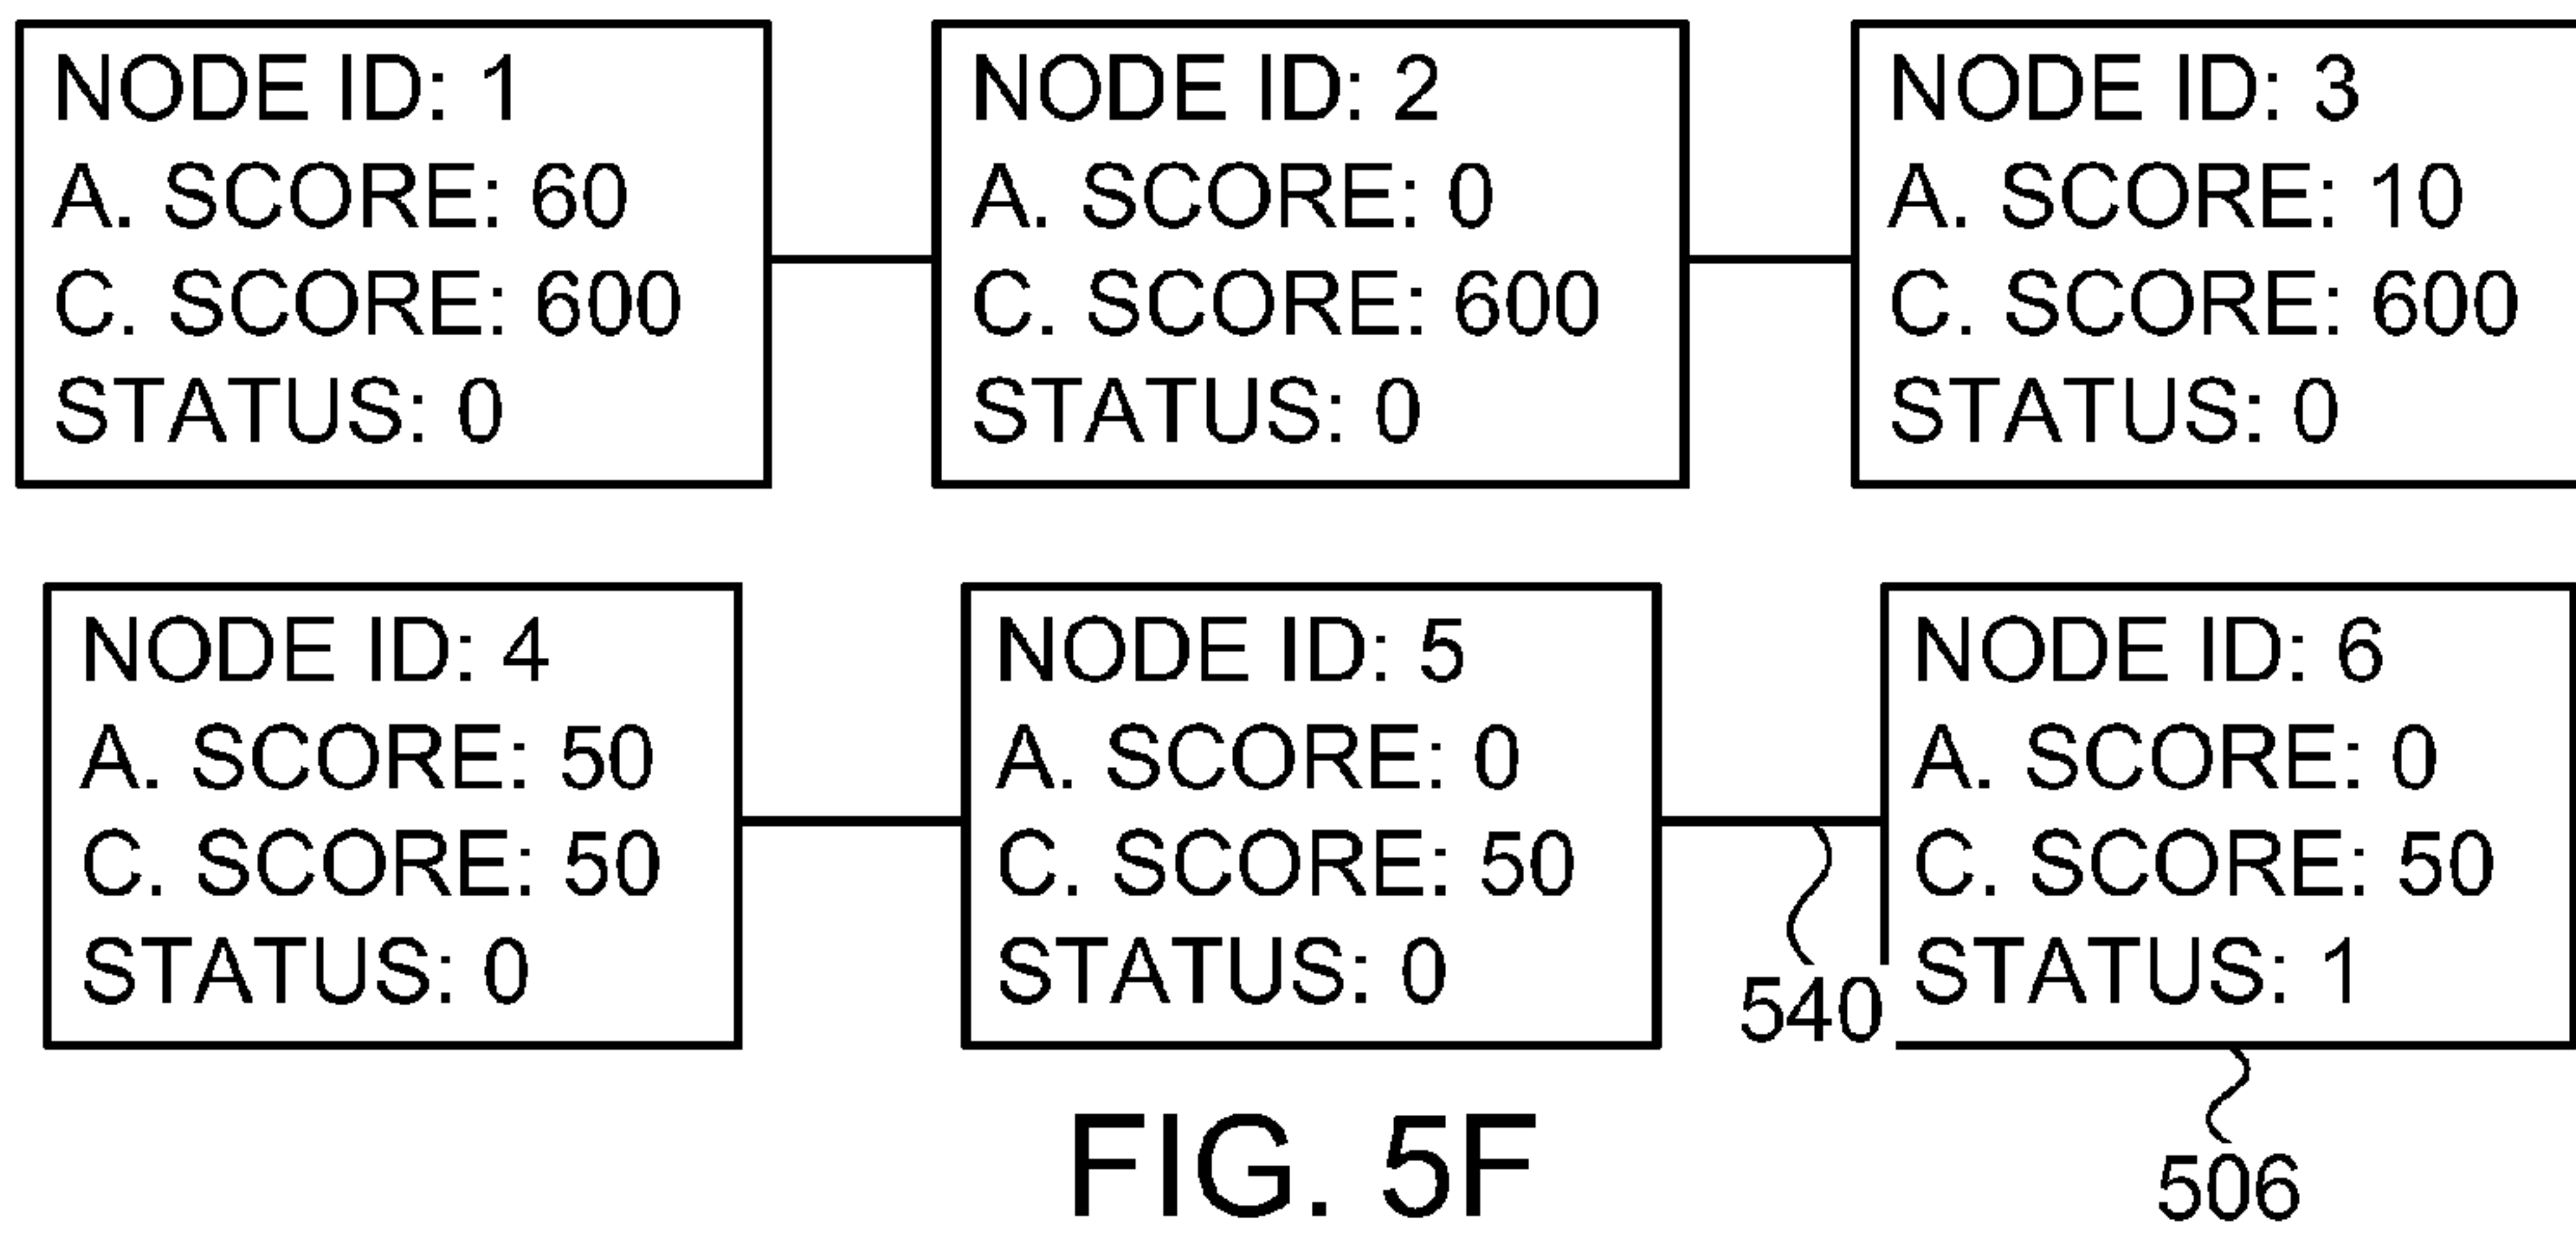 NODE ID: 1
A. SCORE: 60
C. SCORE: 600
STATUS: 0
NODE ID: 2
A. SCORE: 0
C. SCORE: 600
STATUS: 0
NODE ID: 3
A. SCORE: 10
C. SCORE: 600
STATUS: 0
NODE ID: 4
A. SCORE: 50
C. SCORE: 50
STATUS: 0
NODE ID: 5
A. SCORE: 0
C. SCORE: 50
STATUS: 0
540
NODE ID: 6
A. SCORE: 0
C. SCORE: 50
STATUS: 1
506
FIG. 5F